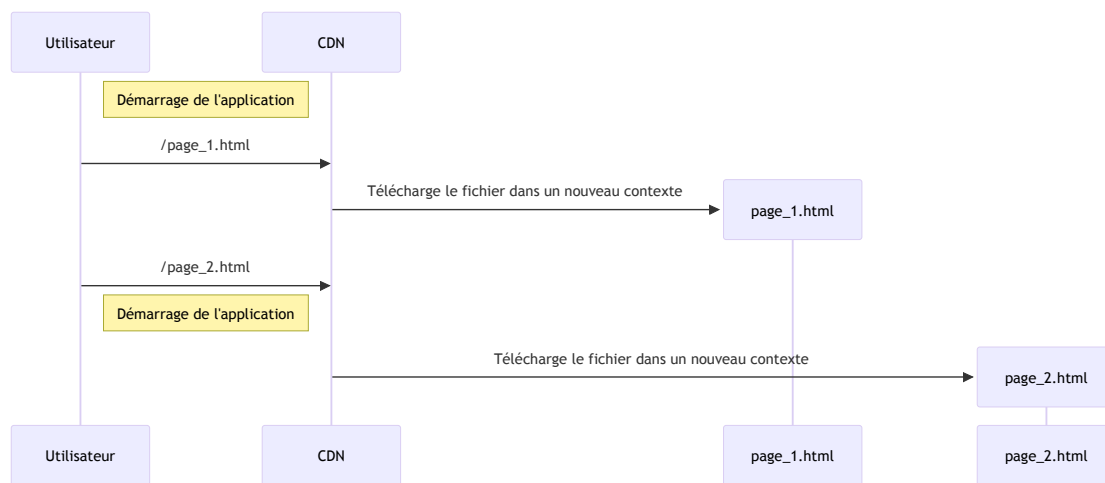 Utilisateur
CDN
Démarrage de l'application
/page_1.html
Télécharge le fichier dans un nouveau contexte
page_1.html
/page_2.html
Démarrage de l'application
Télécharge le fichier dans un nouveau contexte
page_2.html
Utilisateur
CDN
page_1.html
page_2.html